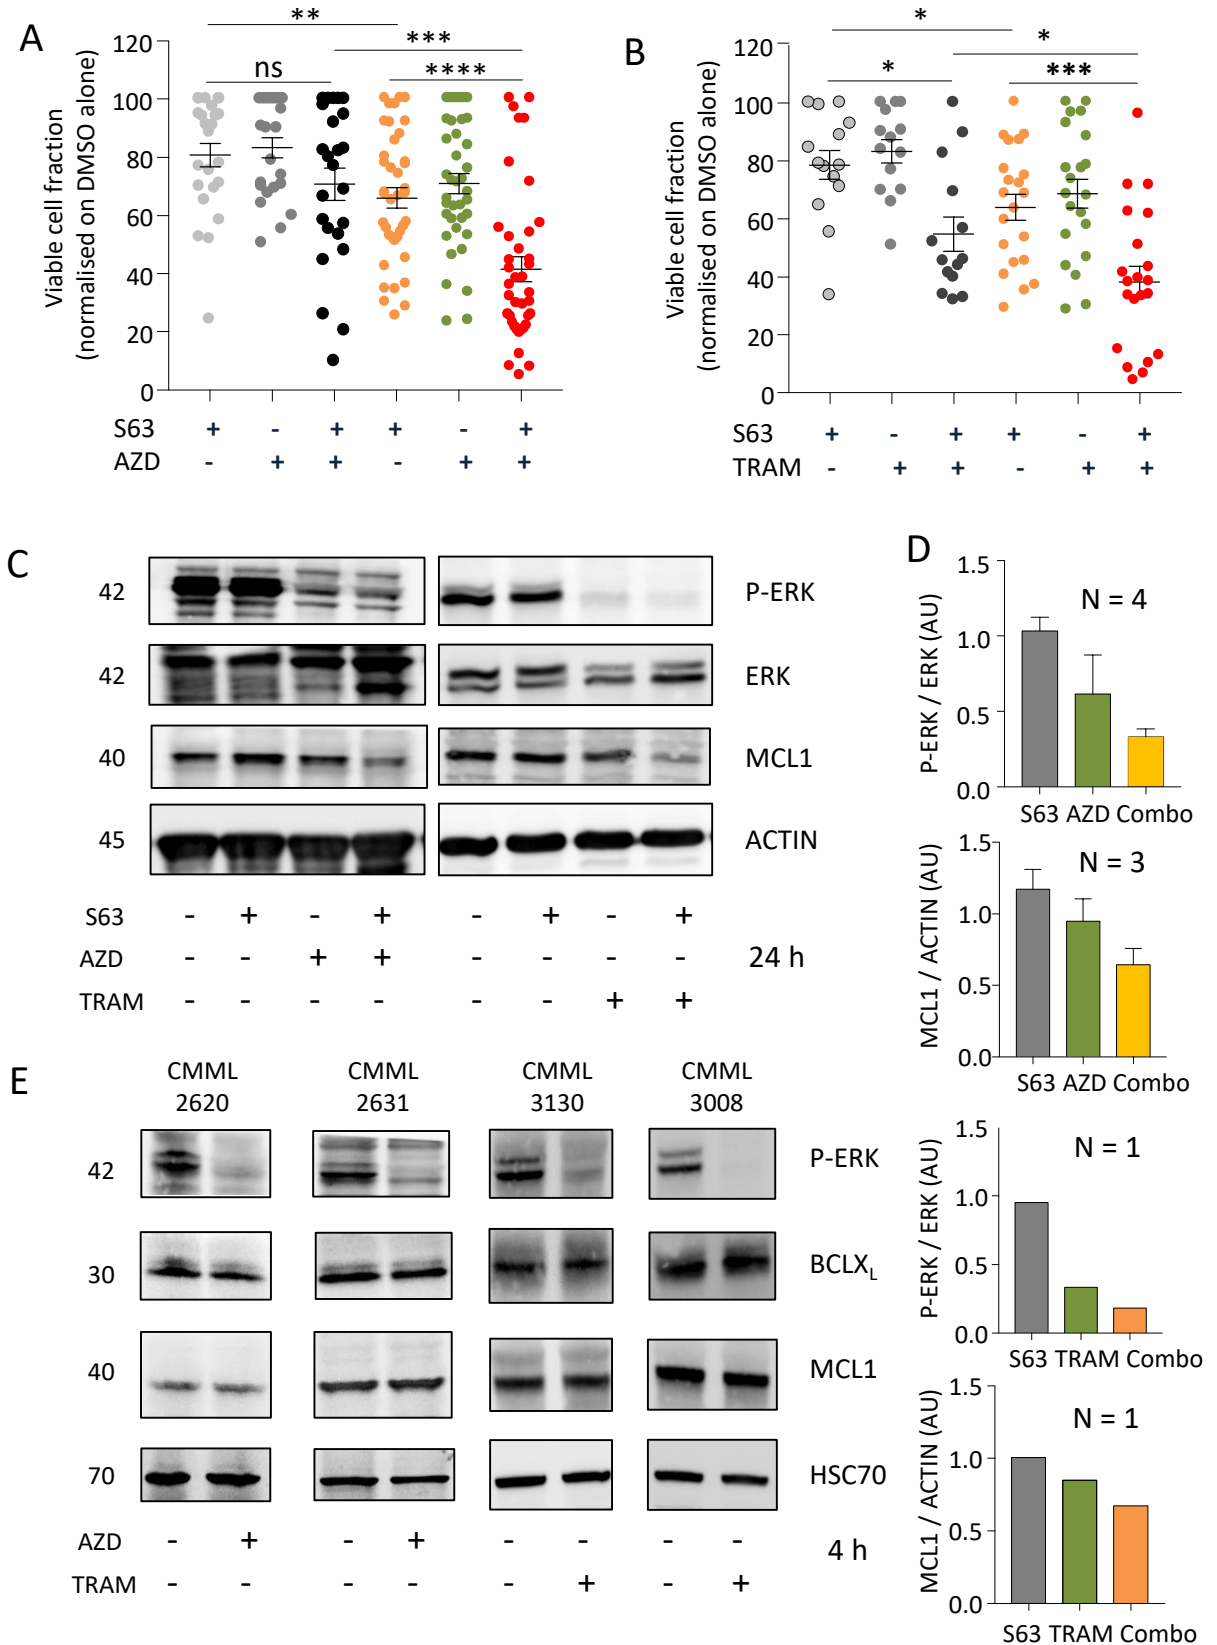 A
Viable cell fraction
(normalised on DMSO alone)
120
100
80
60
40
20
0
**
***
ns
****
S63 + - + + - +
AZD - + + - + +
B
Viable cell fraction
(normalised on DMSO alone)
120
100
80
60
40
20
0
*
*
*
***
S63 + - + + - +
TRAM - + + - + +
C
42 P-ERK
42 ERK
40 MCL1
45 ACTIN
S63 - + - + - + - +
AZD - - + + - - - -
TRAM - - - - - - + +
24 h
D
P-ERK / ERK (AU)
1.5
1.0
0.5
0.0
N = 4
S63 AZD Combo
MCL1 / ACTIN (AU)
1.5
1.0
0.5
0.0
N = 3
S63 AZD Combo
P-ERK / ERK (AU)
1.5
1.0
0.5
0.0
N = 1
S63 TRAM Combo
MCL1 / ACTIN (AU)
1.5
1.0
0.5
0.0
N = 1
S63 TRAM Combo
E
CMML CMML CMML CMML
2620 2631 3130 3008
42 P-ERK
30 BCLXL
40 MCL1
70 HSC70
AZD - + - + - - - -
TRAM - - - - - + - +
4 h